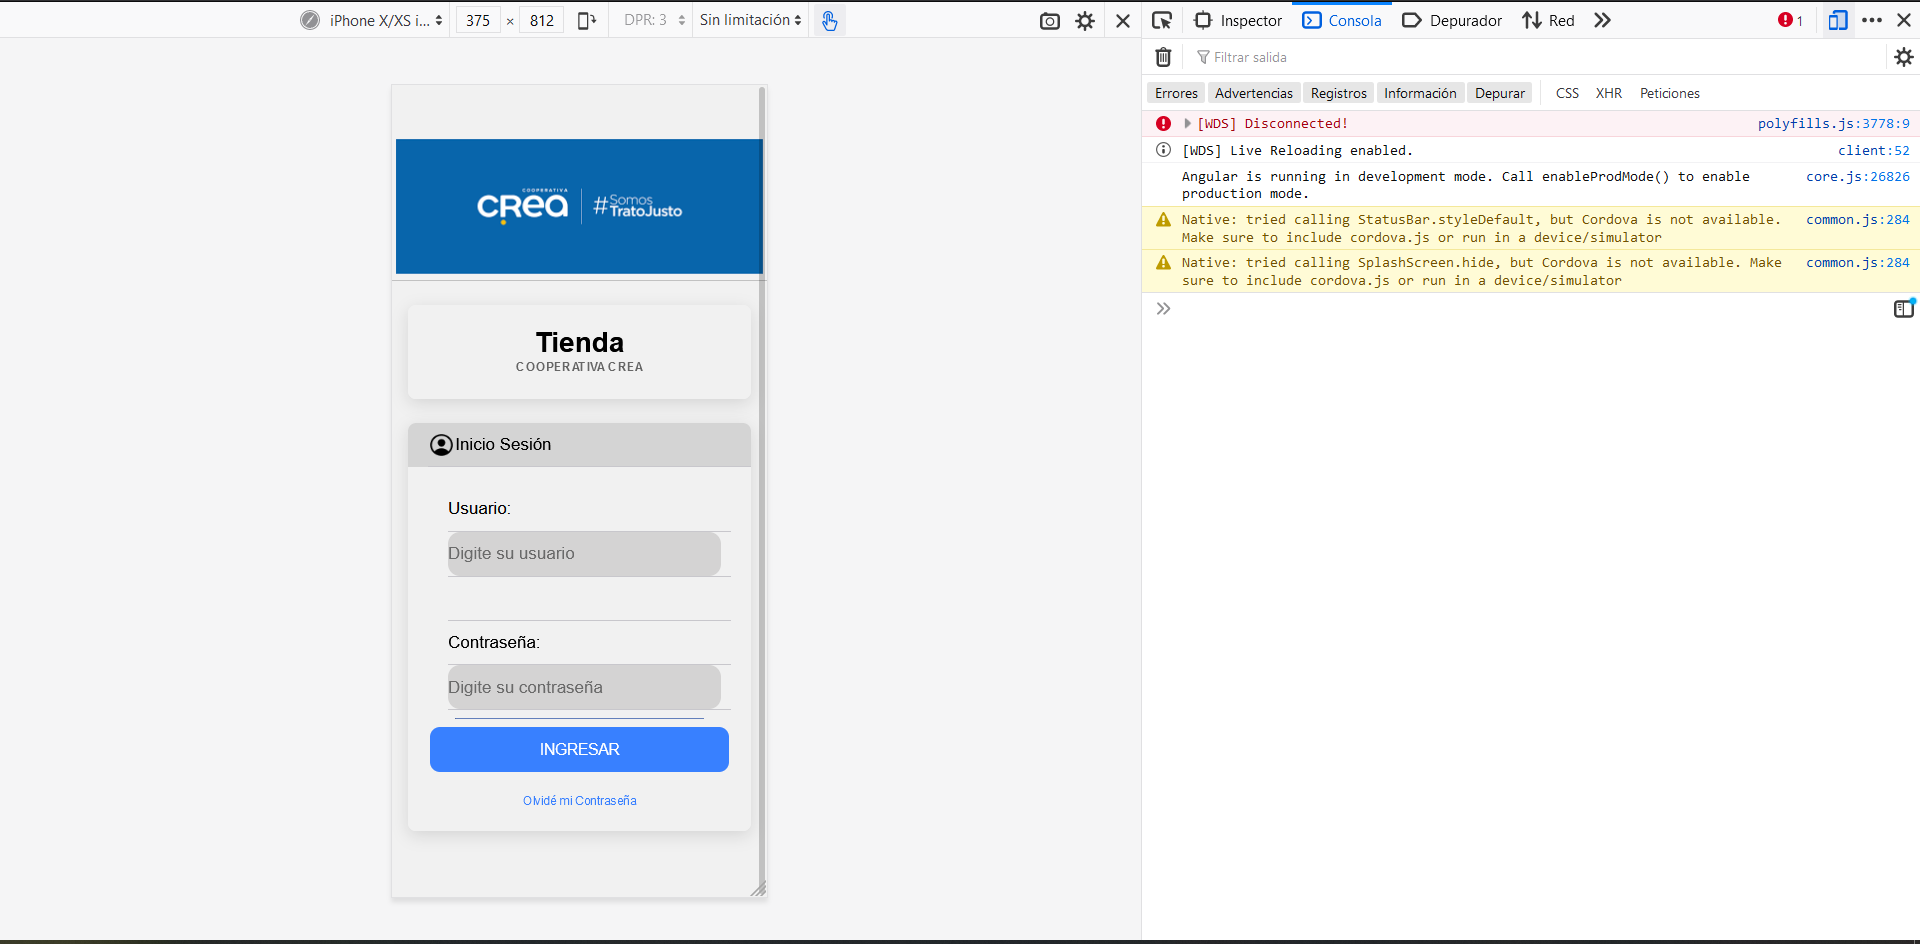 iPhone X/XS i...
375 × 812
DPR: 3
Sin limitación
Inspector
Consola
Depurador
Red
1
Filtrar salida
Errores
Advertencias
Registros
Información
Depurar
CSS
XHR
Peticiones
[WDS] Disconnected!
polyfills.js:3778:9
[WDS] Live Reloading enabled.
client:52
Angular is running in development mode. Call enableProdMode() to enable
production mode.
core.js:26826
Native: tried calling StatusBar.styleDefault, but Cordova is not available.
Make sure to include cordova.js or run in a device/simulator
common.js:284
Native: tried calling SplashScreen.hide, but Cordova is not available. Make
sure to include cordova.js or run in a device/simulator
common.js:284
COOPERATIVA
crea
#Somos
TratoJusto
Tienda
COOPERATIVA CREA
Inicio Sesión
Usuario:
Digite su usuario
Contraseña:
Digite su contraseña
INGRESAR
Olvidé mi Contraseña